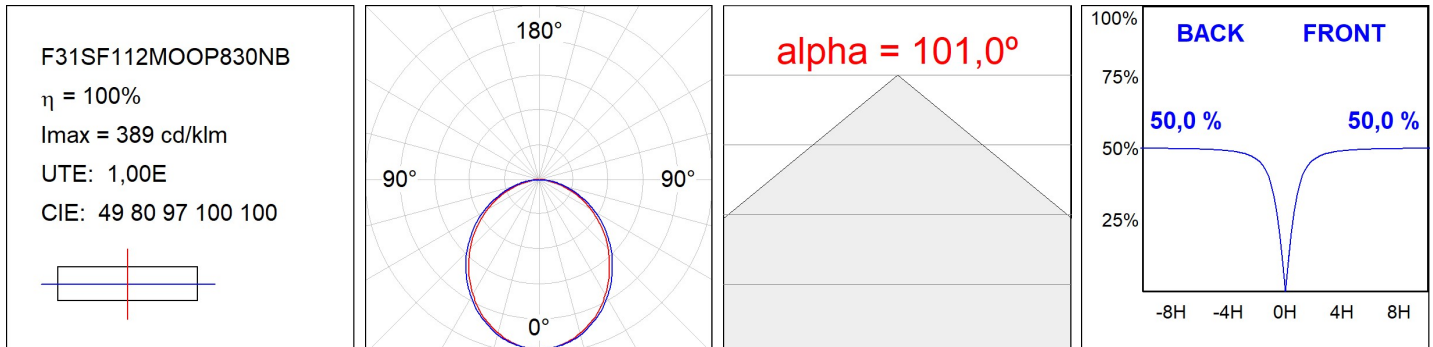 F31SF112MOOP830NB
η = 100%
Imax = 389 cd/klm
UTE: 1,00E
CIE: 49 80 97 100 100
180°
90°
90°
0°
alpha = 101,0º
100%
BACK
FRONT
75%
50,0 %
50,0 %
50%
25%
-8H
-4H
0H
4H
8H